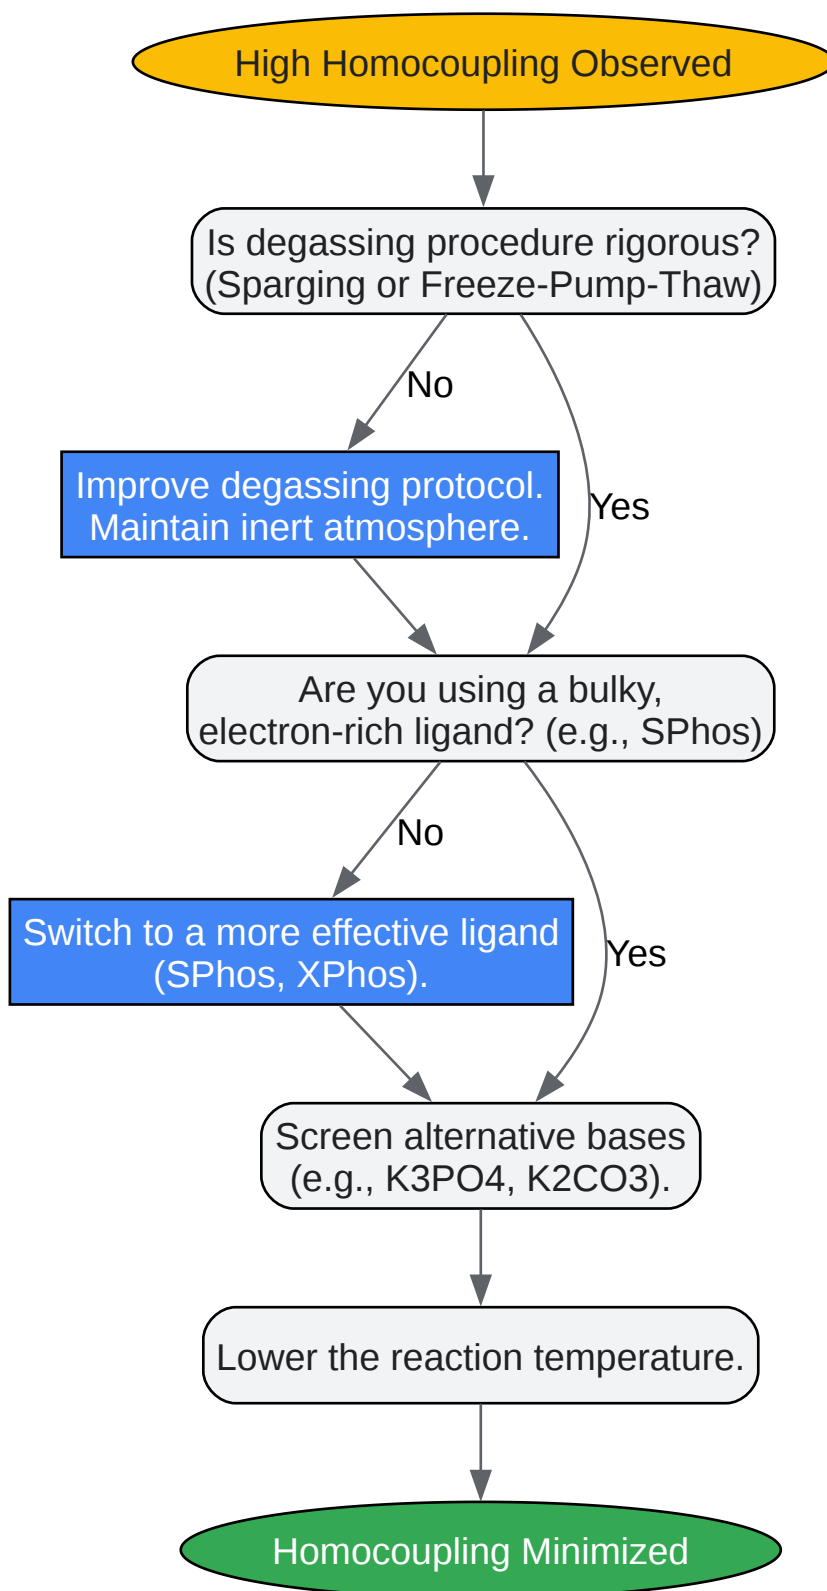 High Homocoupling Observed
Is degassing procedure rigorous?
(Sparging or Freeze-Pump-Thaw)
No
Improve degassing protocol.
Maintain inert atmosphere.
Yes
Are you using a bulky,
electron-rich ligand? (e.g., SPhos)
No
Switch to a more effective ligand
(SPhos, XPhos).
Yes
Screen alternative bases
(e.g., K3PO4, K2CO3).
Lower the reaction temperature.
Homocoupling Minimized